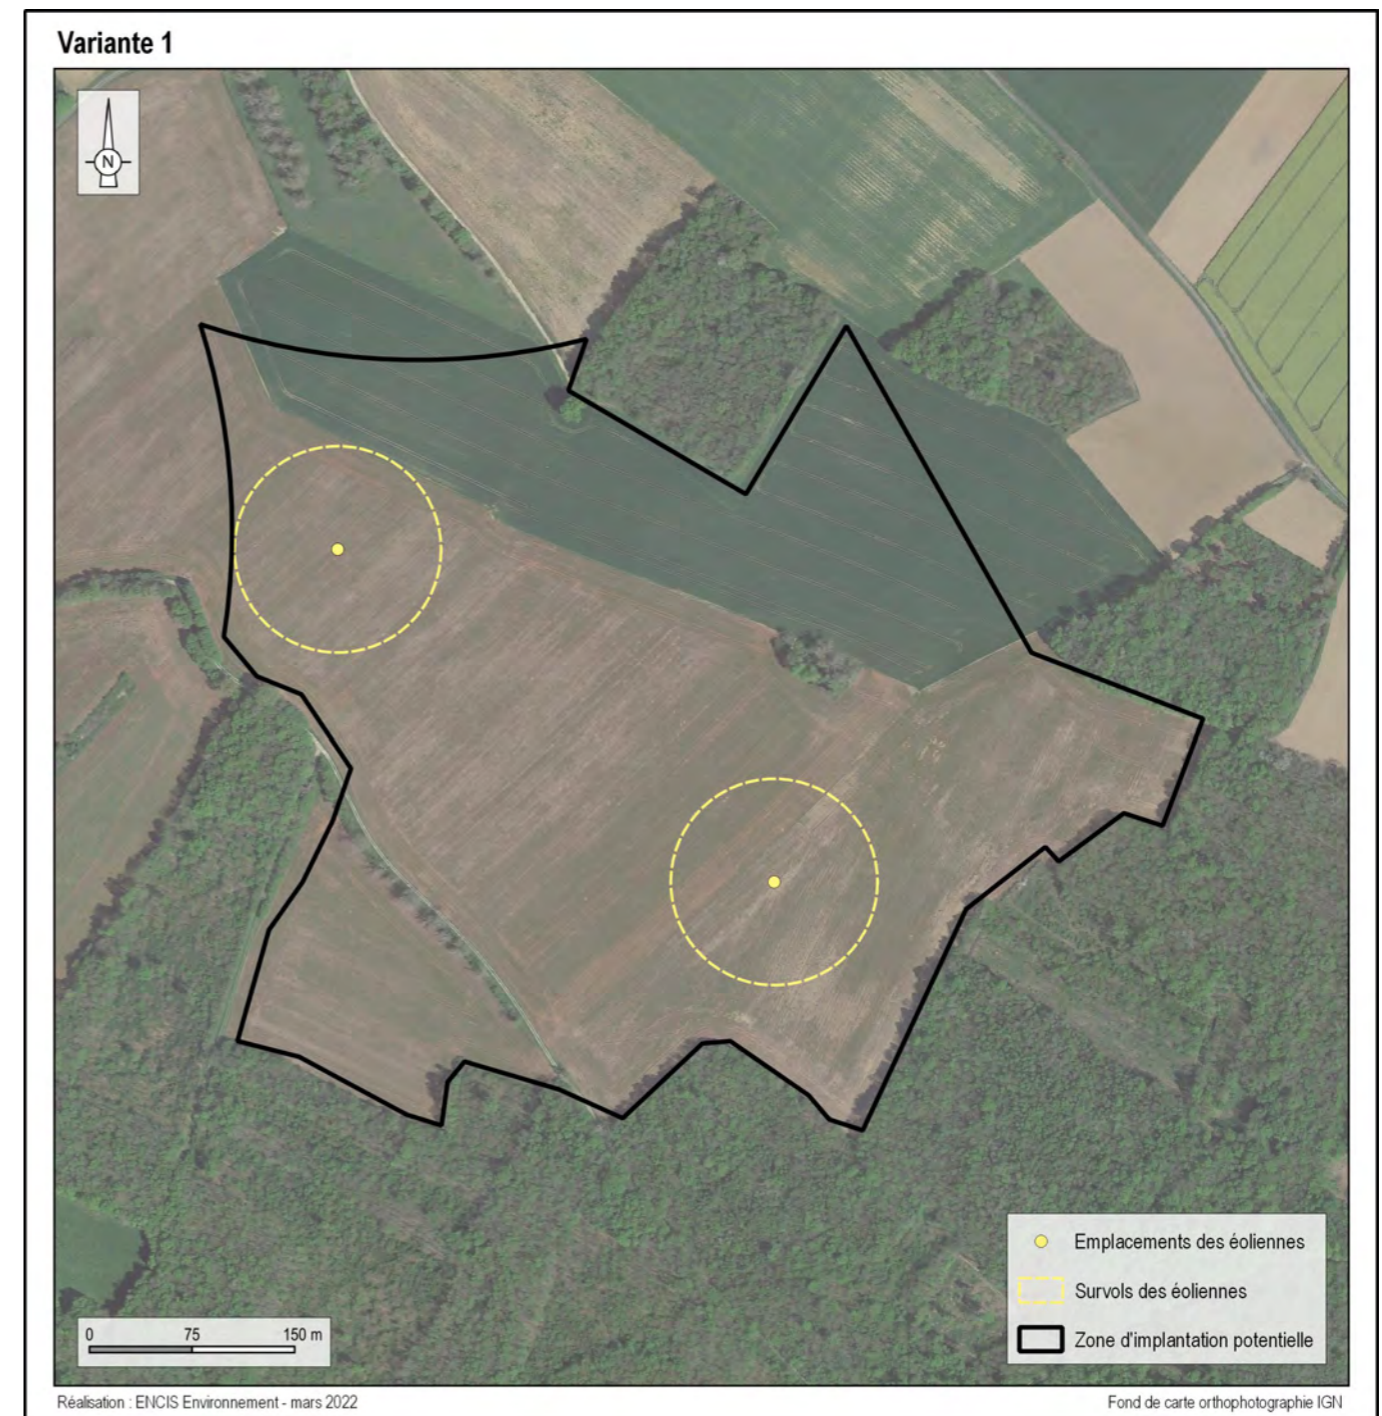 Variante 1
N
Emplacements des éoliennes
Survols des éoliennes
Zone d'implantation potentielle
0 75 150 m
Réalisation : ENCIS Environnement - mars 2022
Fond de carte orthophotographie IGN